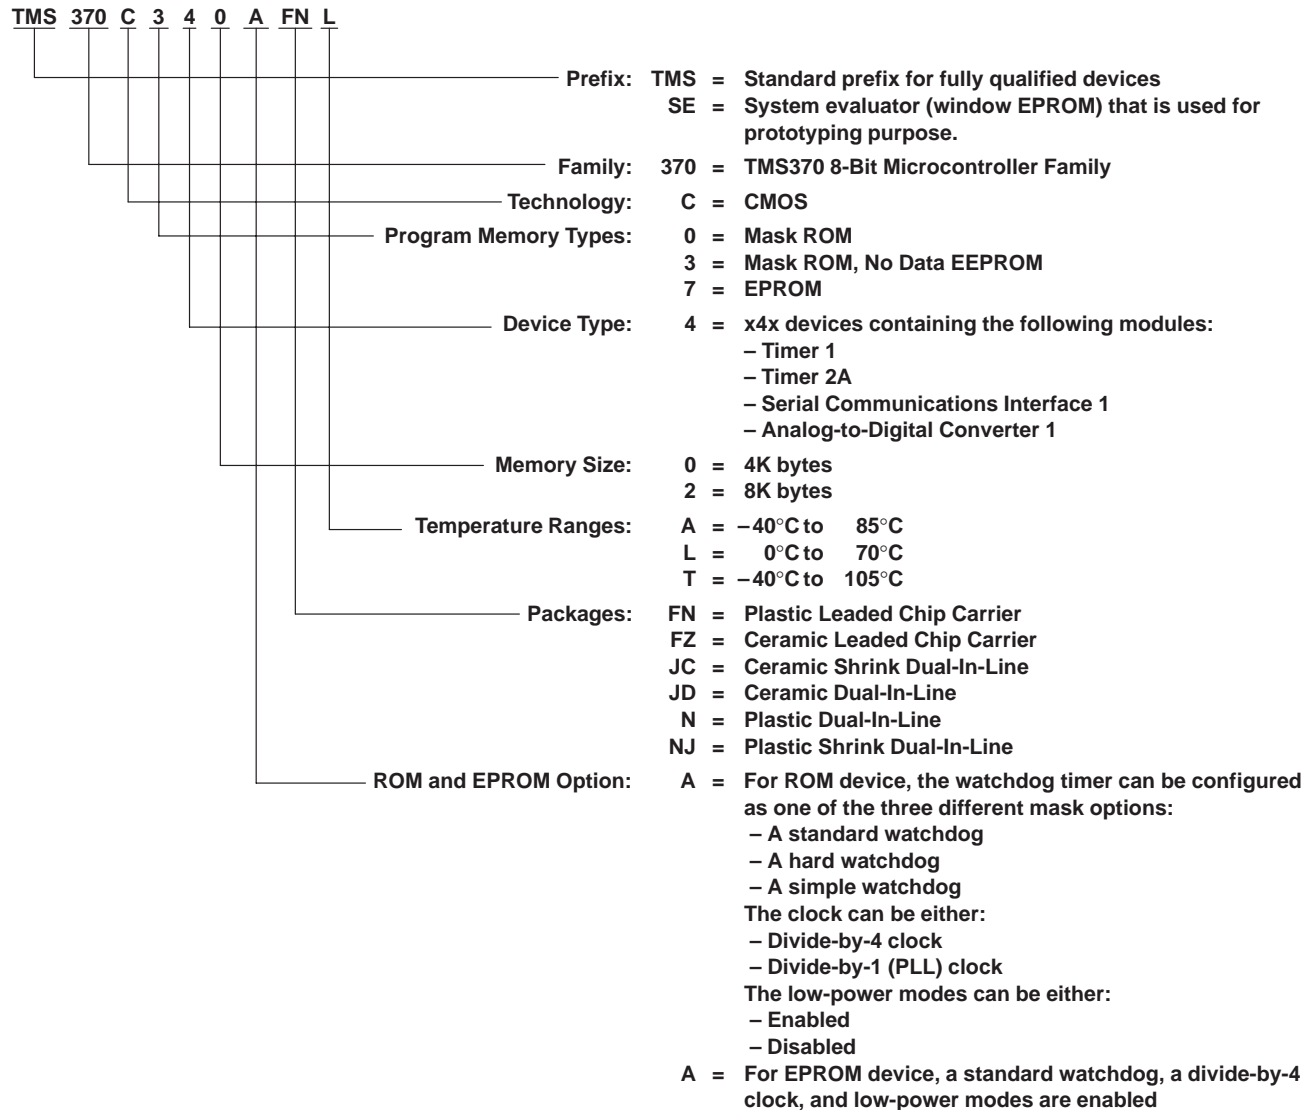 TMS 370 C 3 4 0 A FN L
Prefix: TMS = Standard prefix for fully qualified devices
SE = System evaluator (window EPROM) that is used for
prototyping purpose.
Family: 370 = TMS370 8-Bit Microcontroller Family
Technology: C = CMOS
Program Memory Types: 0 = Mask ROM
3 = Mask ROM, No Data EEPROM
7 = EPROM
Device Type: 4 = x4x devices containing the following modules:
– Timer 1
– Timer 2A
– Serial Communications Interface 1
– Analog-to-Digital Converter 1
Memory Size: 0 = 4K bytes
2 = 8K bytes
Temperature Ranges: A = –40°C to 85°C
L = 0°C to 70°C
T = –40°C to 105°C
Packages: FN = Plastic Leaded Chip Carrier
FZ = Ceramic Leaded Chip Carrier
JC = Ceramic Shrink Dual-In-Line
JD = Ceramic Dual-In-Line
N = Plastic Dual-In-Line
NJ = Plastic Shrink Dual-In-Line
ROM and EPROM Option: A = For ROM device, the watchdog timer can be configured
as one of the three different mask options:
– A standard watchdog
– A hard watchdog
– A simple watchdog
The clock can be either:
– Divide-by-4 clock
– Divide-by-1 (PLL) clock
The low-power modes can be either:
– Enabled
– Disabled
A = For EPROM device, a standard watchdog, a divide-by-4
clock, and low-power modes are enabled